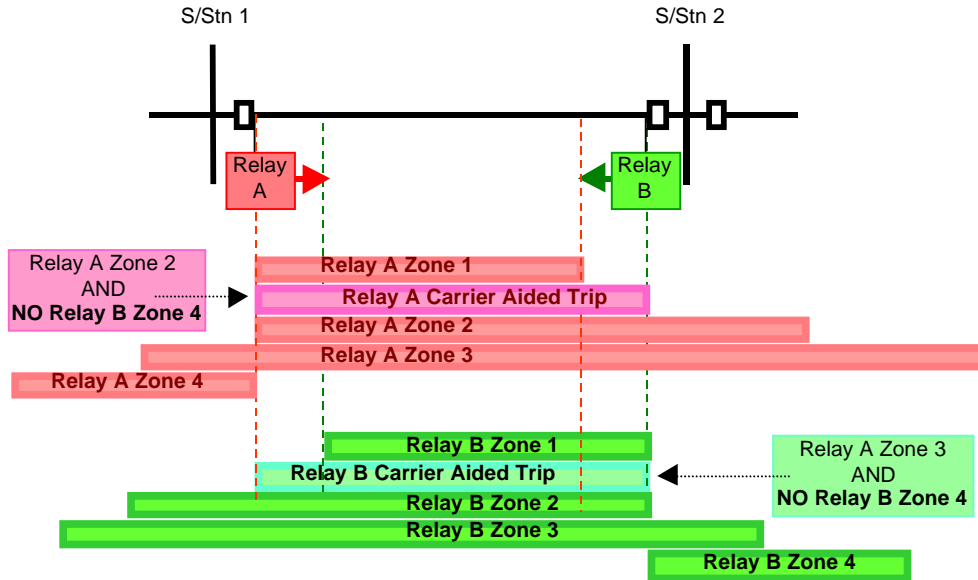 S/Stn 1
S/Stn 2
Relay
A
Relay
B
Relay A Zone 2
AND
NO Relay B Zone 4
Relay A Zone 1
Relay A Carrier Aided Trip
Relay A Zone 2
Relay A Zone 3
Relay A Zone 4
Relay B Zone 1
Relay B Carrier Aided Trip
Relay B Zone 2
Relay B Zone 3
Relay B Zone 4
Relay A Zone 3
AND
NO Relay B Zone 4